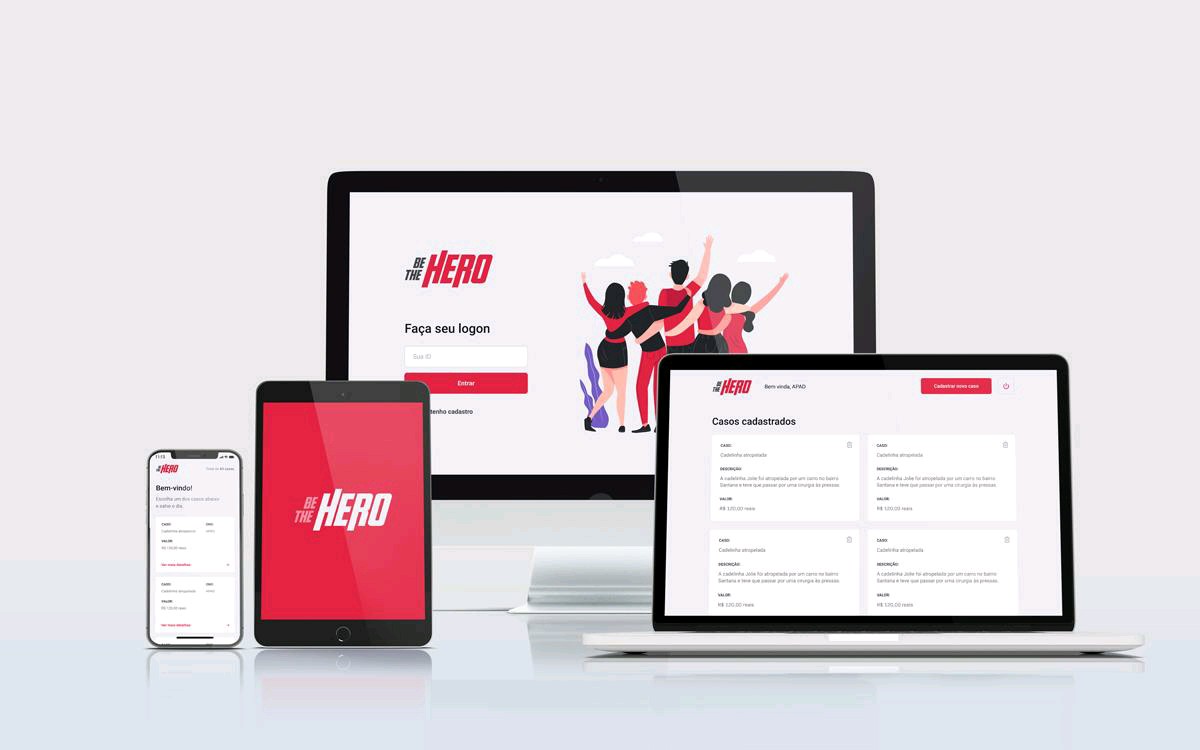 BE
THE HERO
Faça seu logon
Sua ID
Entrar
tenho cadastro
BE
THE HERO
Bem vinda, APAD
Cadastrar novo caso
Casos cadastrados
CASO:
Cadelinha atropelada
DESCRIÇÃO:
A cadelinha Jolie foi atropelada por um carro no bairro
Santana e teve que passar por uma cirurgia às pressas.
VALOR:
R$ 120,00 reais
CASO:
Cadelinha atropelada
DESCRIÇÃO:
A cadelinha Jolie foi atropelada por um carro no bairro
Santana e teve que passar por uma cirurgia às pressas.
VALOR:
R$ 120,00 reais
CASO:
Cadelinha atropelada
DESCRIÇÃO:
A cadelinha Jolie foi atropelada por um carro no bairro
Santana e teve que passar por uma cirurgia às pressas.
VALOR:
R$ 120,00 reais
CASO:
Cadelinha atropelada
DESCRIÇÃO:
A cadelinha Jolie foi atropelada por um carro no bairro
Santana e teve que passar por uma cirurgia às pressas.
VALOR:
R$ 120,00 reais
BE
THE HERO
11:13
BE
THE HERO
Total de casos
Bem-vindo!
Escolha um dos casos abaixo
e salve o dia.
CASO:
ONG:
Cadelinha atropelada
APAD
VALOR:
R$ 120,00 reais
Ver mais detalhes
CASO:
ONG:
Cadelinha atropelada
APAD
VALOR:
R$ 120,00 reais
Ver mais detalhes